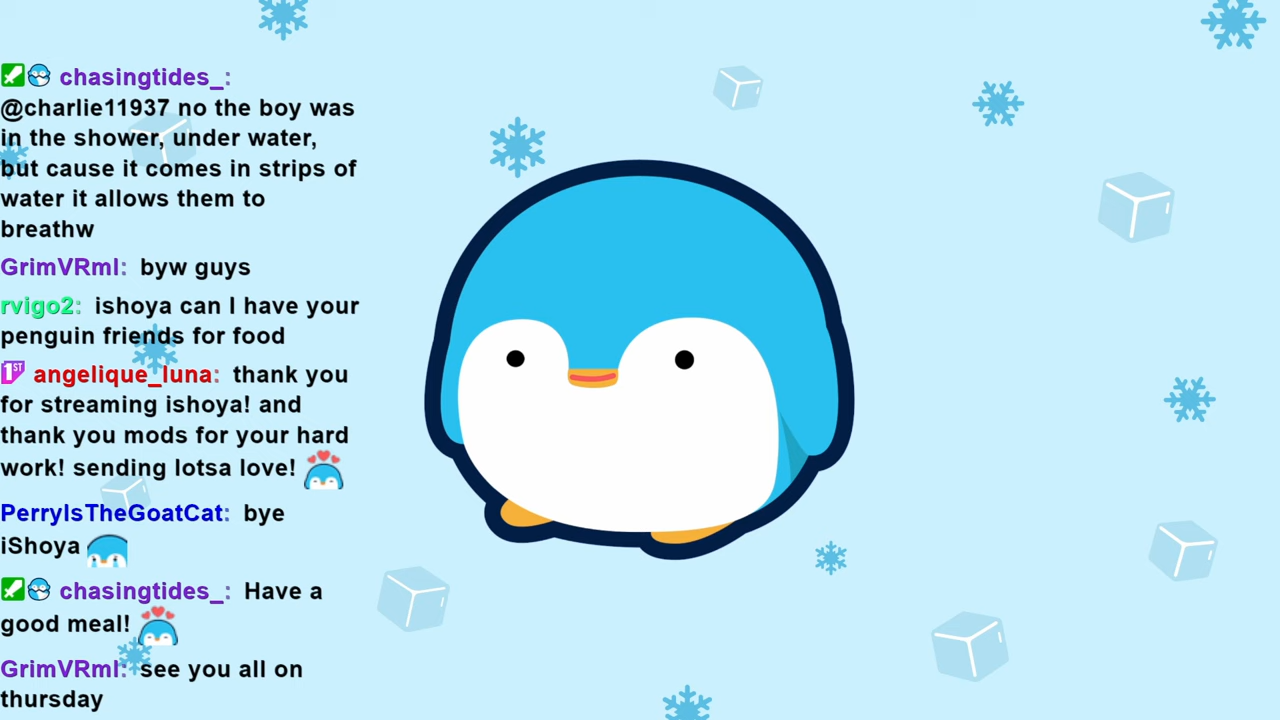 chasingtides_:
@charlie11937 no the boy was
in the shower, under water,
but cause it comes in strips of
water it allows them to
breathw
GrimVRml: byw guys
rvigo2: ishoya can I have your
penguin friends for food
1ST angelique_luna: thank you
for streaming ishoya! and
thank you mods for your hard
work! sending lotsa love!
PerryIsTheGoatCat: bye
iShoya
chasingtides_: Have a
good meal!
GrimVRml: see you all on
thursday